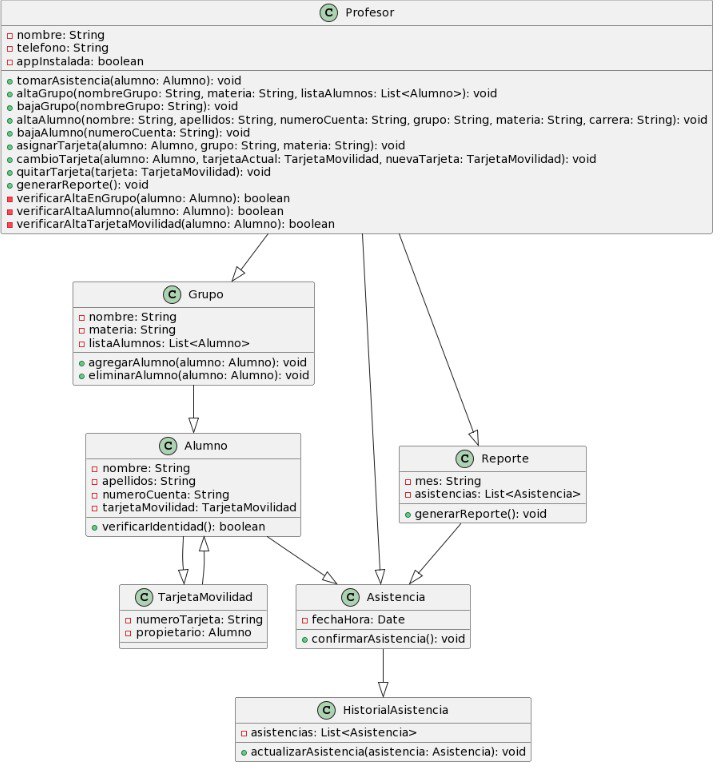 C Profesor
nombre: String
telefono: String
appInstalada: boolean
tomarAsistencia(alumno: Alumno): void
altaGrupo(nombreGrupo: String, materia: String, listaAlumnos: List<Alumno>): void
bajaGrupo(nombreGrupo: String): void
altaAlumno(nombre: String, apellidos: String, numeroCuenta: String, grupo: String, materia: String, carrera: String): void
bajaAlumno(numeroCuenta: String): void
asignarTarjeta(alumno: Alumno, grupo: String, materia: String): void
cambioTarjeta(alumno: Alumno, tarjetaActual: TarjetaMovilidad, nuevaTarjeta: TarjetaMovilidad): void
quitarTarjeta(tarjeta: TarjetaMovilidad): void
generarReporte(): void
verificarAltaEnGrupo(alumno: Alumno): boolean
verificarAltaAlumno(alumno: Alumno): boolean
verificarAltaTarjetaMovilidad(alumno: Alumno): boolean
C Grupo
nombre: String
materia: String
listaAlumnos: List<Alumno>
agregarAlumno(alumno: Alumno): void
eliminarAlumno(alumno: Alumno): void
C Alumno
nombre: String
apellidos: String
numeroCuenta: String
tarjetaMovilidad: TarjetaMovilidad
verificarIdentidad(): boolean
C Reporte
mes: String
asistencias: List<Asistencia>
generarReporte(): void
C TarjetaMovilidad
numeroTarjeta: String
propietario: Alumno
C Asistencia
fechaHora: Date
confirmarAsistencia(): void
C HistorialAsistencia
asistencias: List<Asistencia>
actualizarAsistencia(asistencia: Asistencia): void